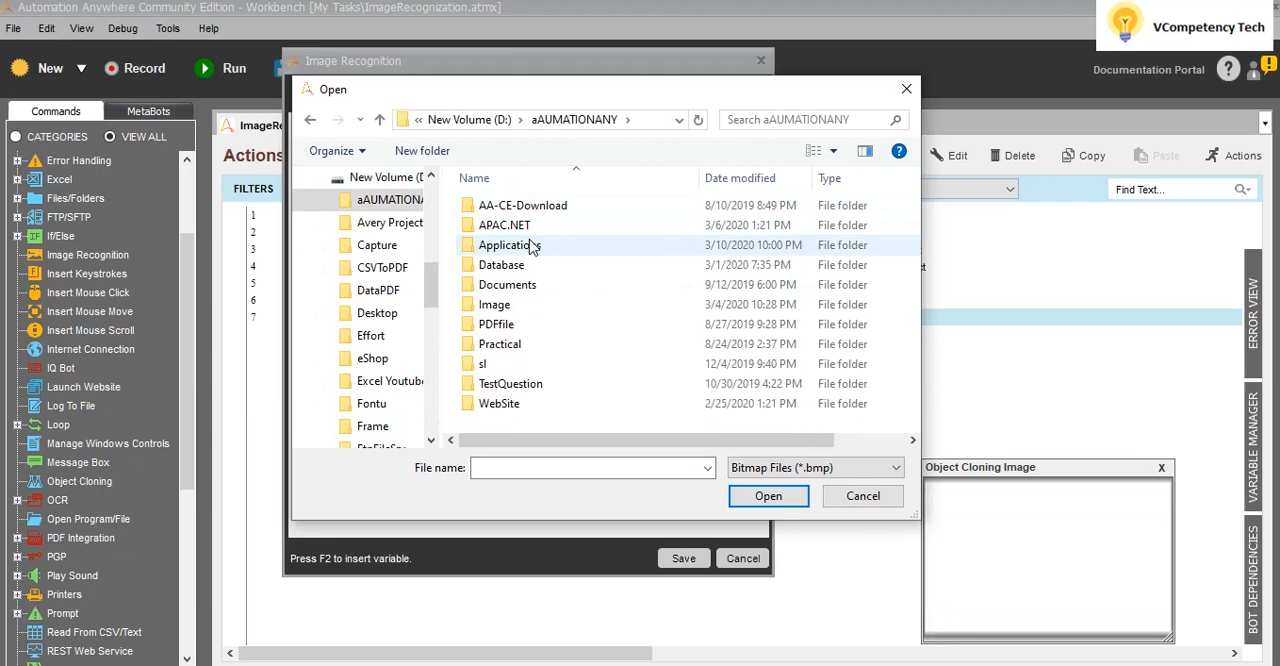 Automation Anywhere Community Edition - Workbench [My Tasks\ImageRecognization.atmx]
VCompetency Tech
File Edit View Debug Tools Help
New Record Run
Documentation Portal
Commands MetaBots
CATEGORIES VIEW ALL
Error Handling
Excel
Files/Folders
FTP/SFTP
If/Else
Image Recognition
Insert Keystrokes
Insert Mouse Click
Insert Mouse Move
Insert Mouse Scroll
Internet Connection
IQ Bot
Launch Website
Log To File
Loop
Manage Windows Controls
Message Box
Object Cloning
OCR
Open Program/File
PDF Integration
PGP
Play Sound
Printers
Prompt
Read From CSV/Text
REST Web Service
Actions
FILTERS
1
2
3
4
5
6
7
Edit Delete Copy Paste Actions
Find Text...
ERROR VIEW
VARIABLE MANAGER
BOT DEPENDENCIES
Image Recognition
Open
« New Volume (D:) > aAUMATIONANY >
Search aAUMATIONANY
Organize New folder
New Volume (D
aAUMATIONA
Avery Project
Capture
CSVToPDF
DataPDF
Desktop
Effort
eShop
Excel Youtube
Fontu
Frame
Name Date modified Type
AA-CE-Download 8/10/2019 8:49 PM File folder
APAC.NET 3/6/2020 1:21 PM File folder
Applications 3/10/2020 10:00 PM File folder
Database 3/1/2020 7:35 PM File folder
Documents 9/12/2019 6:00 PM File folder
Image 3/4/2020 10:28 PM File folder
PDFfile 8/27/2019 9:28 PM File folder
Practical 8/24/2019 2:37 PM File folder
sl 12/4/2019 9:40 PM File folder
TestQuestion 10/30/2019 4:22 PM File folder
WebSite 2/25/2020 1:21 PM File folder
File name:
Bitmap Files (*.bmp)
Open Cancel
Press F2 to insert variable.
Save Cancel
Object Cloning Image X